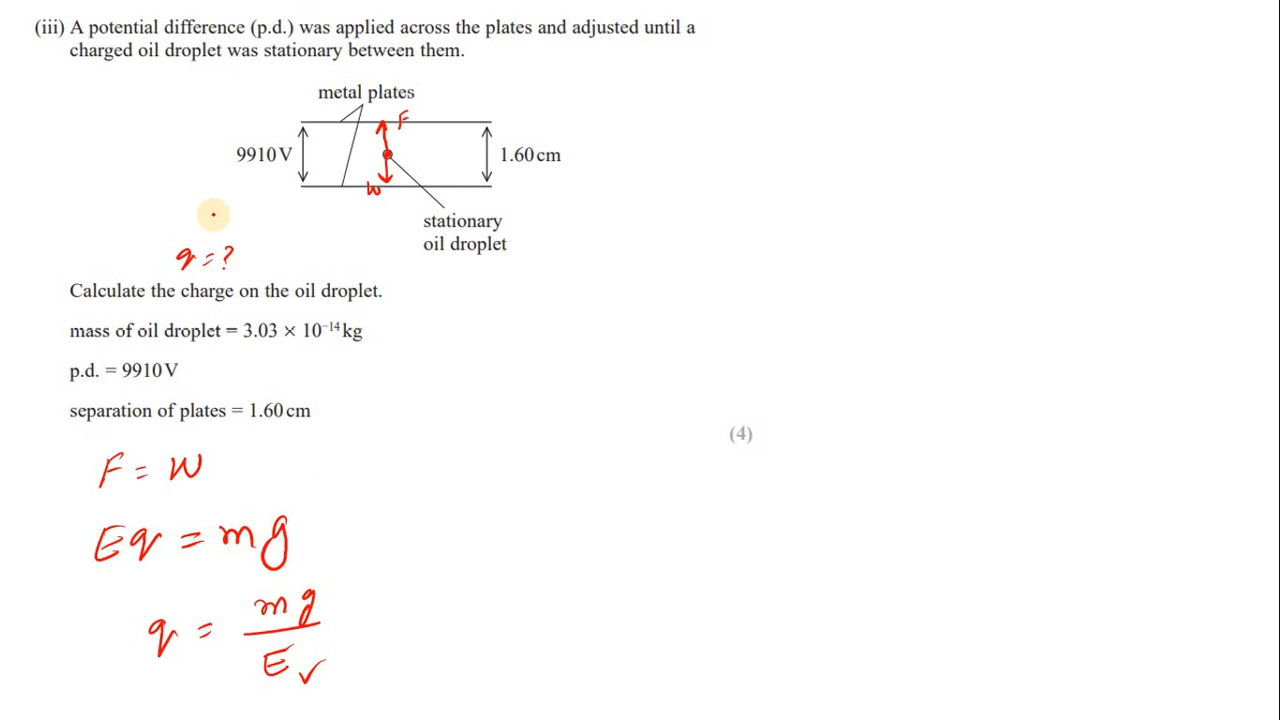 (iii) A potential difference (p.d.) was applied across the plates and adjusted until a
charged oil droplet was stationary between them.
metal plates
F
9910 V
1.60 cm
W
stationary
oil droplet
q = ?
Calculate the charge on the oil droplet.
mass of oil droplet = 3.03 × 10⁻¹⁴ kg
p.d. = 9910 V
separation of plates = 1.60 cm
(4)
F = W
Eq = mg
q = mg
E ✓